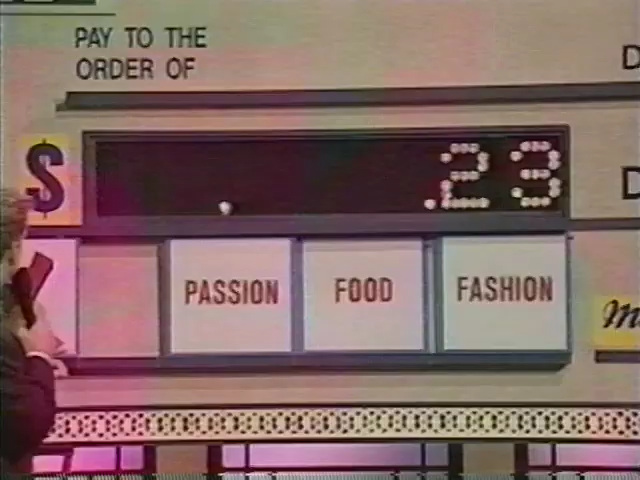 PAY TO THE
ORDER OF
D
$ . .23
D
PASSION FOOD FASHION